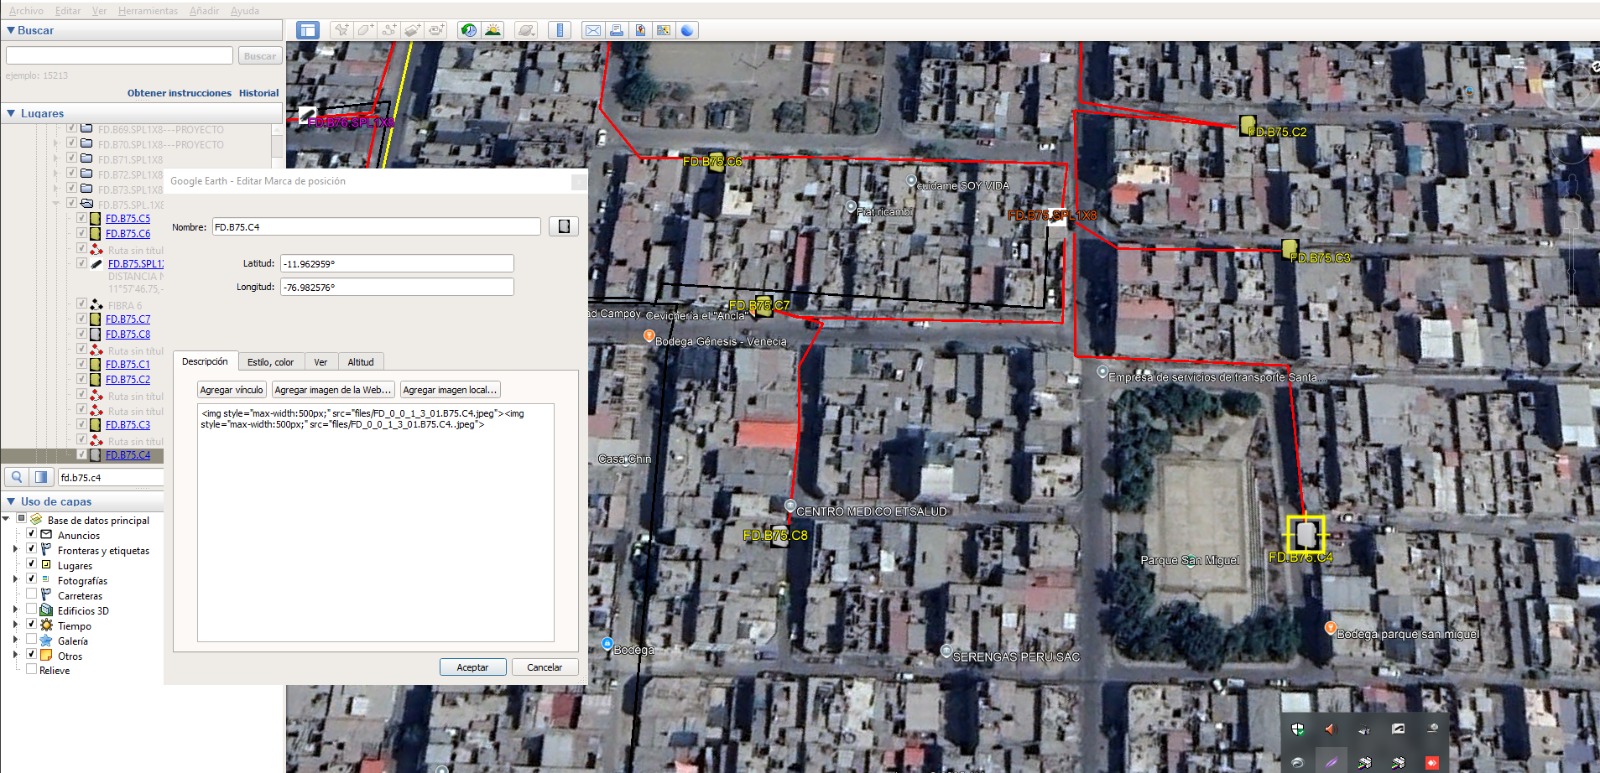 Archivo Editar Ver Herramientas Añadir Ayuda
Buscar
Buscar
ejemplo: 15213
Obtener instrucciones Historial
Lugares
FD.B69.SPL1X8---PROYECTO
FD.B70.SPL1X8---PROYECTO
FD.B71.SPL1X8
FD.B72.SPL1X8
FD.B73.SPL1X8
FD.B75.SPL.1X8
FD.B75.C5
FD.B75.C6
Ruta sin títul
FD.B75.SPL1
DISTANCIA
11°57'46,75,-
FIBRA 6
FD.B75.C7
FD.B75.C8
Ruta sin títul
FD.B75.C1
FD.B75.C2
Ruta sin títul
Ruta sin títul
FD.B75.C3
Ruta sin títul
FD.B75.C4
fd.b75.c4
Uso de capas
Base de datos principal
Anuncios
Fronteras y etiquetas
Lugares
Fotografías
Carreteras
Edificios 3D
Tiempo
Galería
Otros
Relieve
Google Earth - Editar Marca de posición
Nombre: FD.B75.C4
Latitud: -11.962959°
Longitud: -76.982576°
Descripción Estilo, color Ver Altitud
Agregar vínculo Agregar imagen de la Web... Agregar imagen local...
<img style="max-width:500px;" src="files/FD_0_0_1_3_01.B75.C4.jpeg"><img
style="max-width:500px;" src="files/FD_0_0_1_3_01.B75.C4..jpeg">
Aceptar Cancelar
FD.B76.SPL1X8
FD.B75.C2
FD.B75.C6
cuidame SOY VIDA
Fiat ricambi
FD.B75.SPL1X8
FD.B75.C3
FD.B75.C7
ad Campoy
Cevicheria el "Ancla"
Bodega Génesis - Venecia
Empresa de servicios de transporte Santa...
Casa Chin
CENTRO MEDICO ETSALUD
FD.B75.C8
FD.B75.C4
Parque San Miguel
Bodega parque san miguel
Bodega
SERENGAS PERU SAC